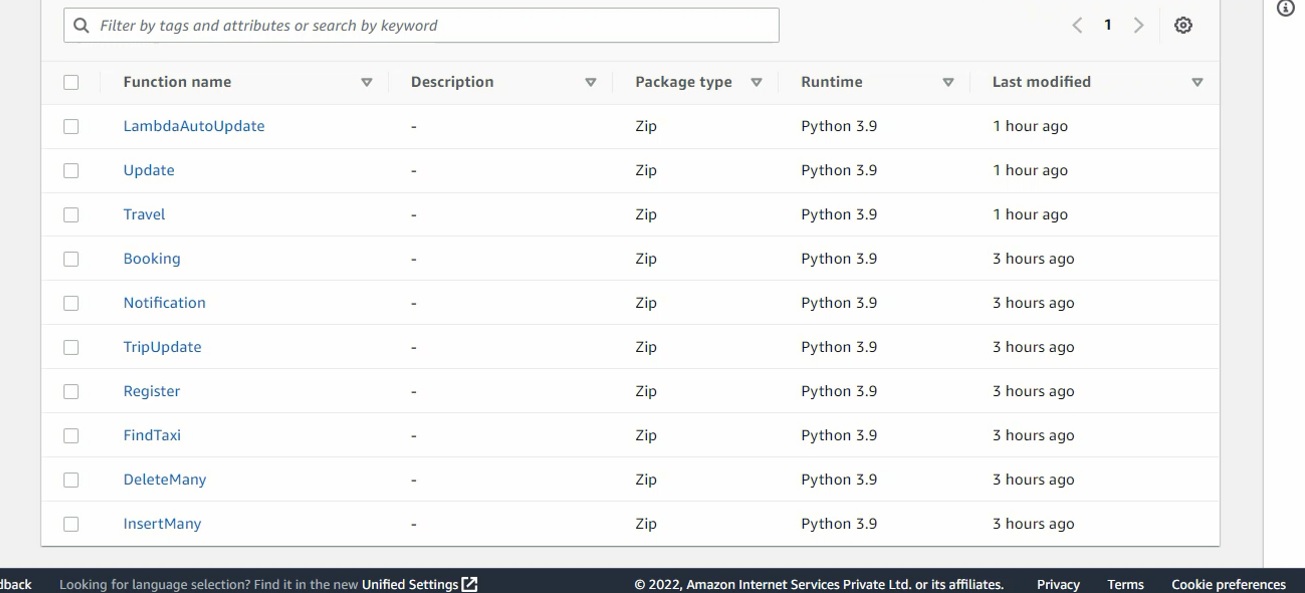 Filter by tags and attributes or search by keyword 1
Function name Description Package type Runtime Last modified
LambdaAutoUpdate - Zip Python 3.9 1 hour ago
Update - Zip Python 3.9 1 hour ago
Travel - Zip Python 3.9 1 hour ago
Booking - Zip Python 3.9 3 hours ago
Notification - Zip Python 3.9 3 hours ago
TripUpdate - Zip Python 3.9 3 hours ago
Register - Zip Python 3.9 3 hours ago
FindTaxi - Zip Python 3.9 3 hours ago
DeleteMany - Zip Python 3.9 3 hours ago
InsertMany - Zip Python 3.9 3 hours ago
dback Looking for language selection? Find it in the new Unified Settings © 2022, Amazon Internet Services Private Ltd. or its affiliates. Privacy Terms Cookie preferences